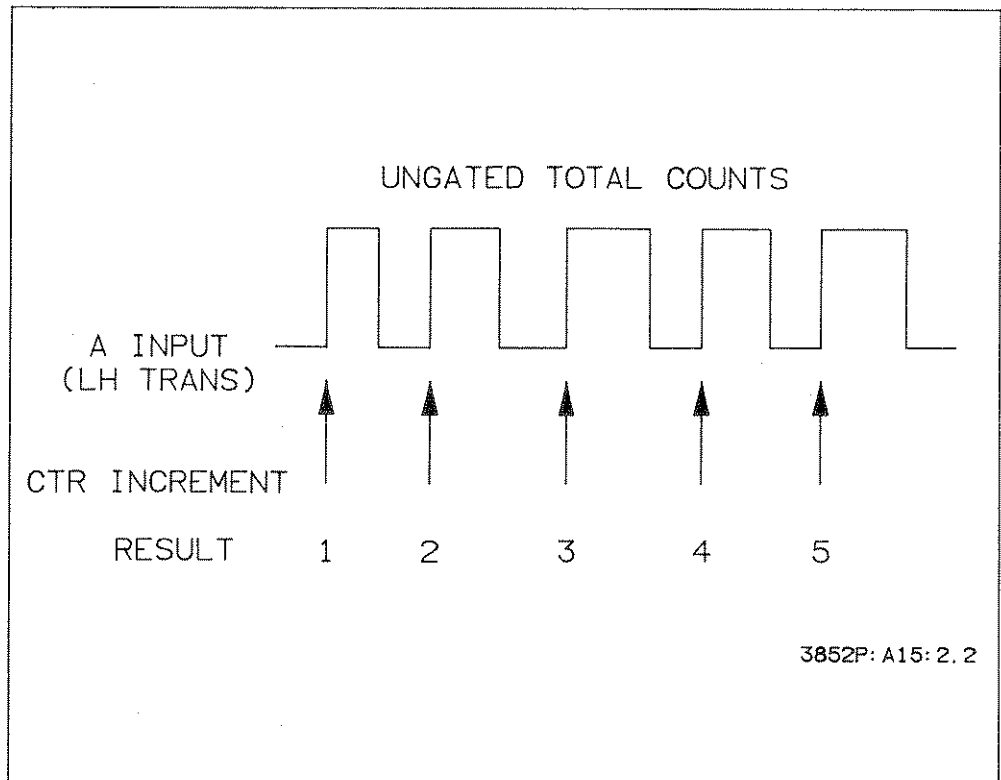 UNGATED TOTAL COUNTS
A INPUT
(LH TRANS)
CTR INCREMENT
RESULT 1 2 3 4 5
3852P:A15:2.2